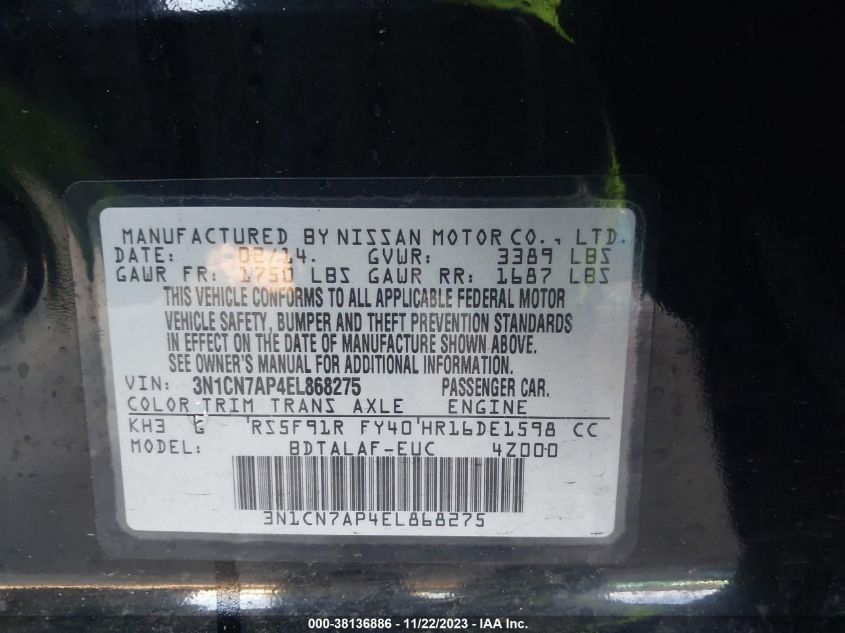 MANUFACTURED BY NISSAN MOTOR CO., LTD.
DATE: 02/14. GVWR: 3389 LBS
GAWR FR: 1750 LBS GAWR RR: 1687 LBS
THIS VEHICLE CONFORMS TO ALL APPLICABLE FEDERAL MOTOR
VEHICLE SAFETY, BUMPER AND THEFT PREVENTION STANDARDS
IN EFFECT ON THE DATE OF MANUFACTURE SHOWN ABOVE.
SEE OWNER'S MANUAL FOR ADDITIONAL INFORMATION.
VIN: 3N1CN7AP4EL868275 PASSENGER CAR.
COLOR TRIM TRANS AXLE ENGINE
KH3 G RS5F91R FY40 HR16DE1598 CC
MODEL: BDTALAF-EUC 4Z000
3N1CN7AP4EL868275
000-38136886 - 11/22/2023 - IAA Inc.